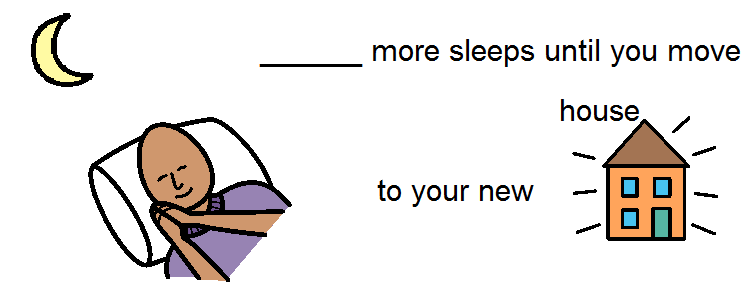 ______ more sleeps until you move
house
to your new